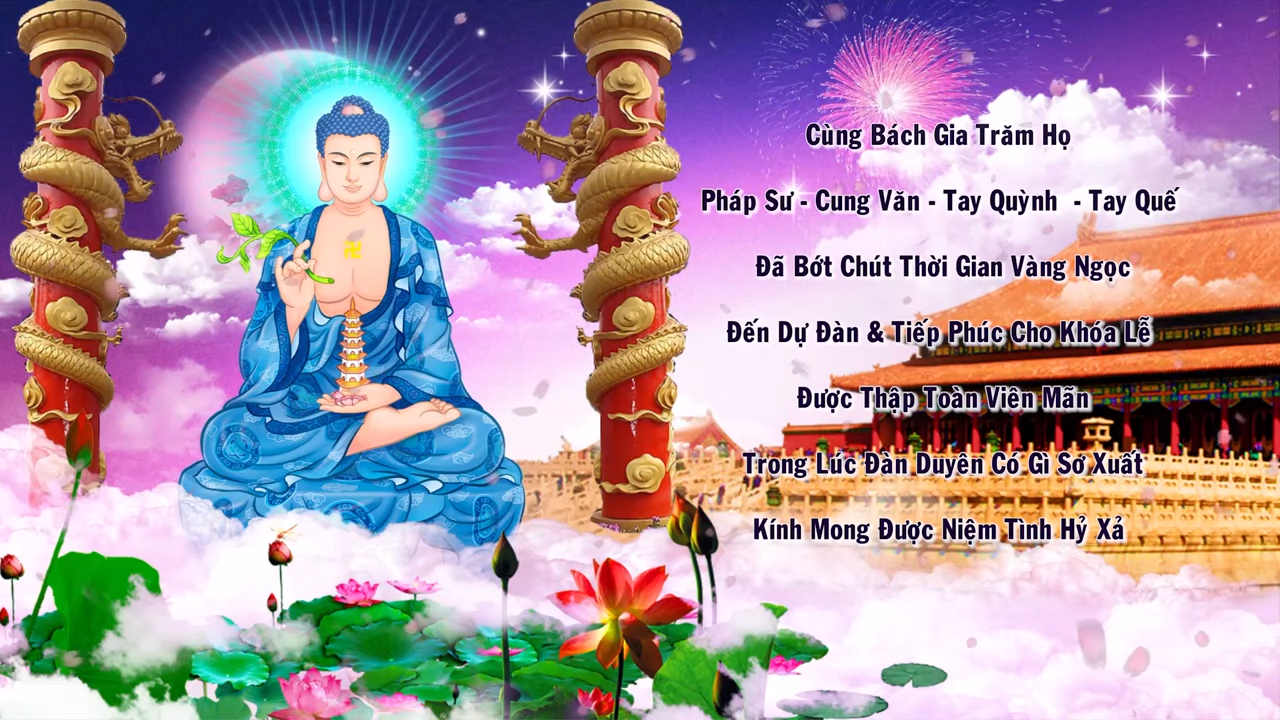 Cùng Bách Gia Trăm Họ
Pháp Sư - Cung Văn - Tay Quỳnh - Tay Quế
Đã Bớt Chút Thời Gian Vàng Ngọc
Đến Dự Đàn & Tiếp Phúc Cho Khóa Lễ
Được Thập Toàn Viên Mãn
Trong Lúc Đàn Duyên Có Gì Sơ Xuất
Kính Mong Được Niệm Tình Hỷ Xả